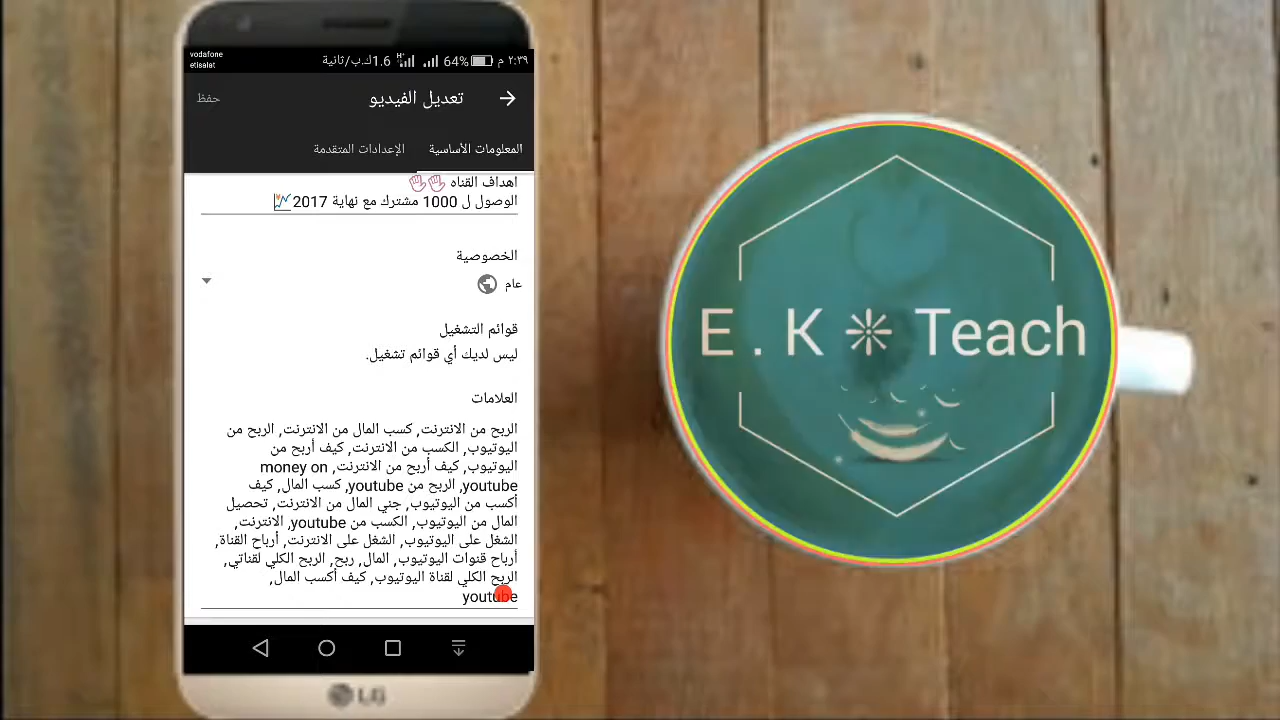 vodafone
etisalat
1.6ك.ب/ثانية
H+
64%
٢:٣٩ م
تعديل الفيديو
حفظ
المعلومات الأساسية
الإعدادات المتقدمة
اهداف القناه 👋👋
الوصول ل 1000 مشترك مع نهاية 2017💹
الخصوصية
عام
قوائم التشغيل
ليس لديك أي قوائم تشغيل.
العلامات
الربح من الانترنت, كسب المال من الانترنت, الربح من
اليوتيوب, الكسب من الانترنت, كيف أربح من
اليوتيوب, كيف أربح من الانترنت, money on
youtube, الربح من youtube, كسب المال, كيف
أكسب من اليوتيوب, جني المال من الانترنت, تحصيل
المال من اليوتيوب, الكسب من youtube, الانترنت,
الشغل على اليوتيوب, الشغل على الانترنت, أرباح القناة,
أرباح قنوات اليوتيوب, المال, ربح, الربح الكلي لقناتي,
الربح الكلي لقناة اليوتيوب, كيف أكسب المال,
youtube
LG
E . K ❊ Teach